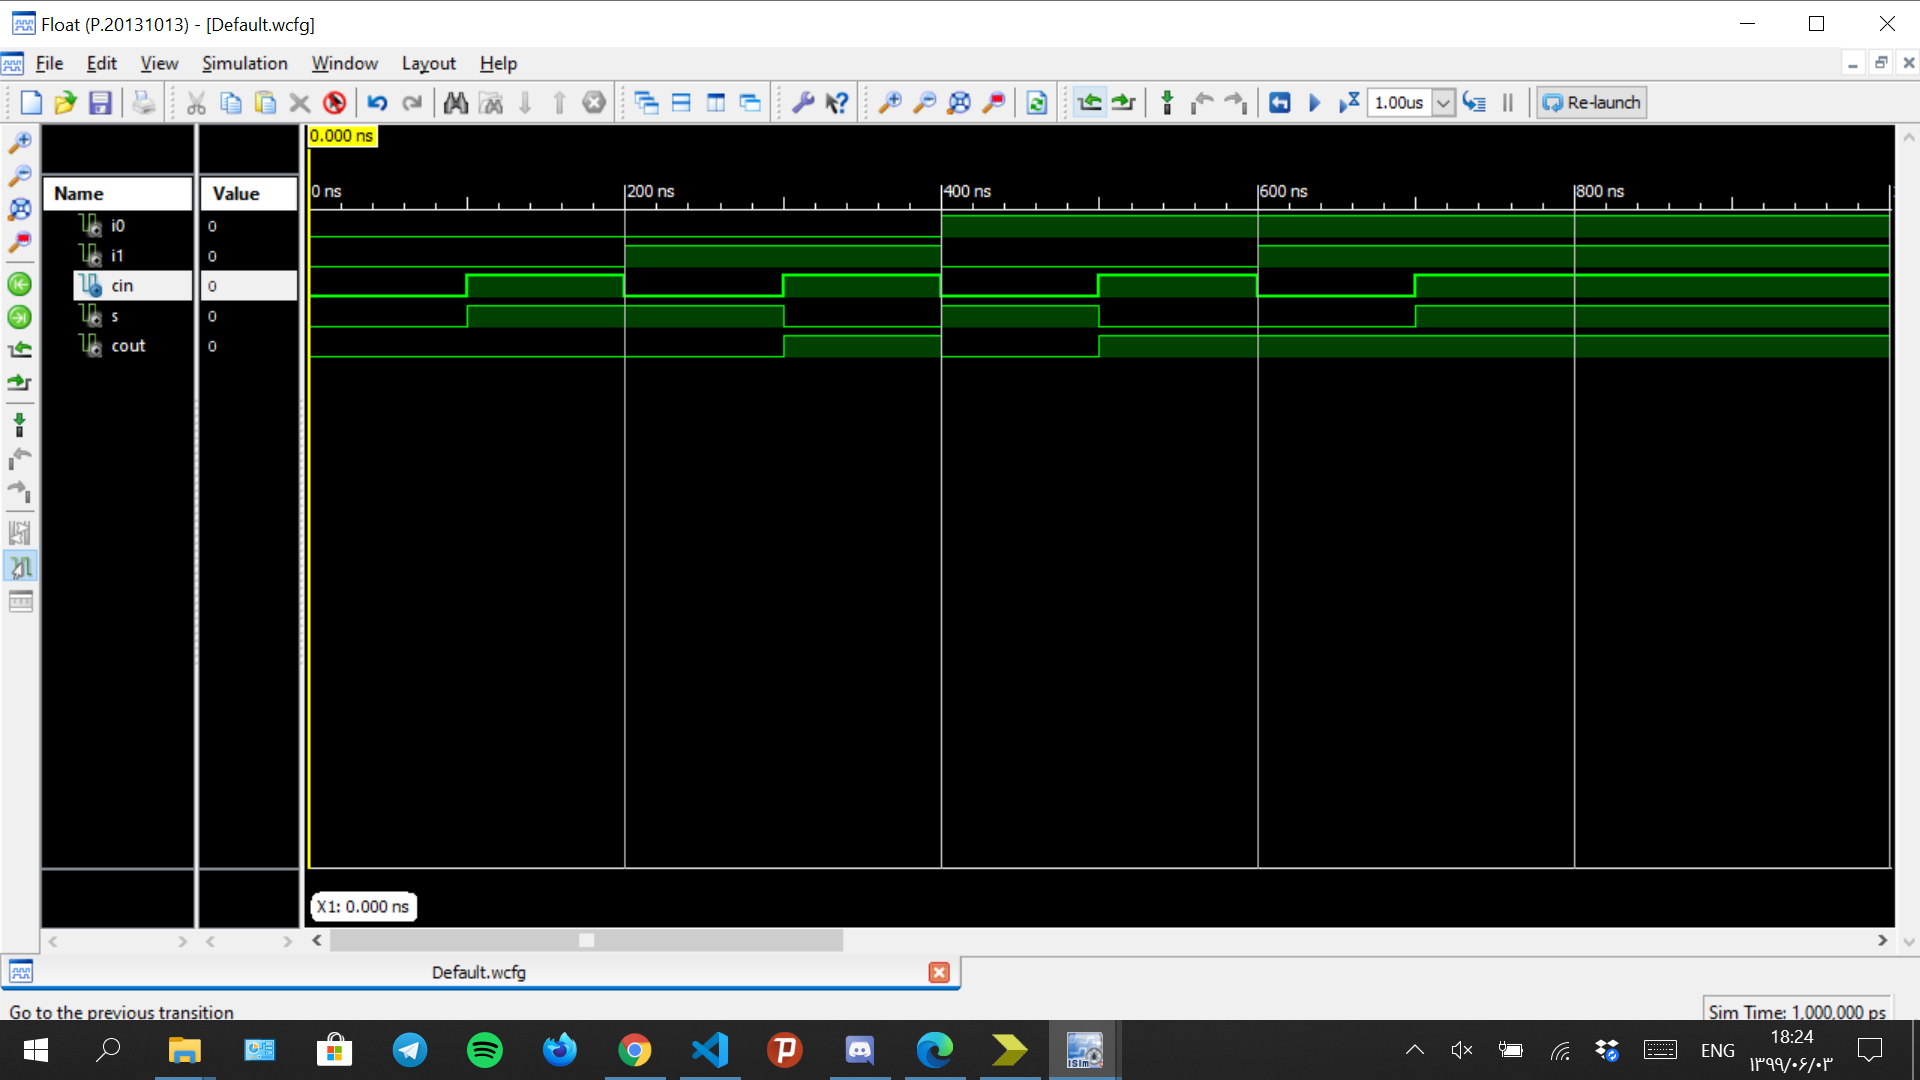 Float (P.20131013) - [Default.wcfg]
File Edit View Simulation Window Layout Help
1.00us Re-launch
0.000 ns
Name Value 0 ns 200 ns 400 ns 600 ns 800 ns
i0 0
i1 0
cin 0
s 0
cout 0
X1: 0.000 ns
Default.wcfg
Go to the previous transition
Sim Time: 1,000,000 ps
ISim
ENG
18:24
۱۳۹۹/۰۶/۰۳